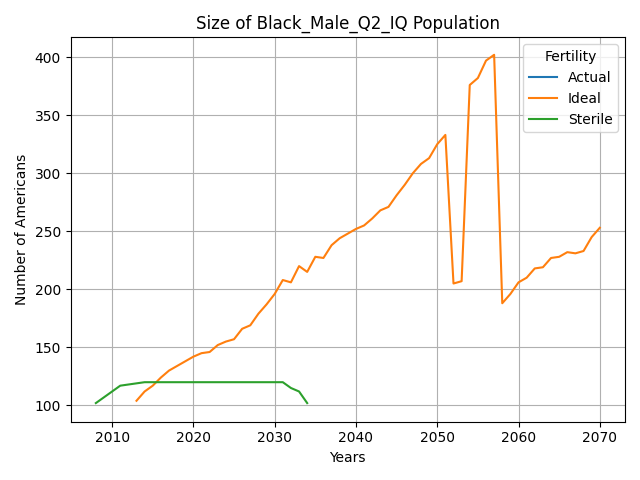 Size of Black_Male_Q2_IQ Population
Number of Americans
400
350
300
250
200
150
100
Fertility
Actual
Ideal
Sterile
2010 2020 2030 2040 2050 2060 2070
Years